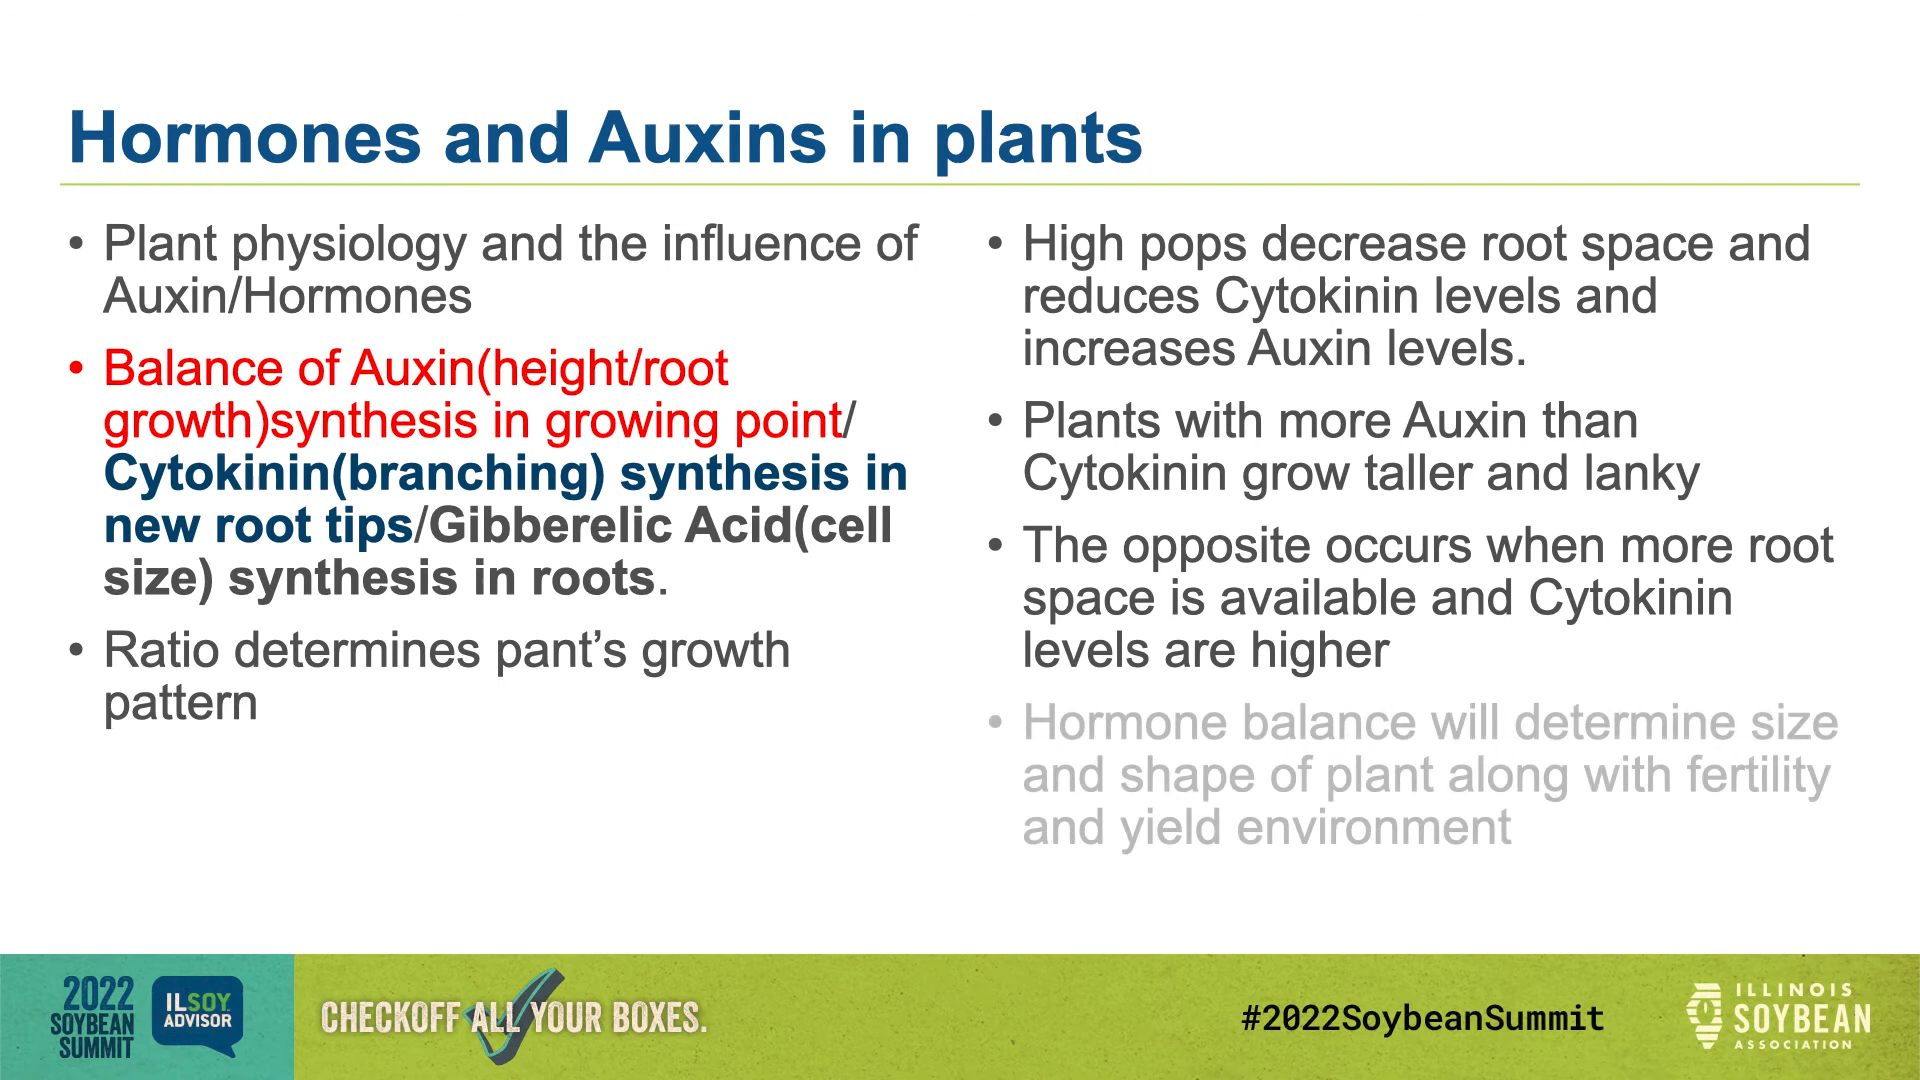 Hormones and Auxins in plants
• Plant physiology and the influence of
Auxin/Hormones
• Balance of Auxin(height/root
growth)synthesis in growing point/
Cytokinin(branching) synthesis in
new root tips/Gibberelic Acid(cell
size) synthesis in roots.
• Ratio determines pant’s growth
pattern
• High pops decrease root space and
reduces Cytokinin levels and
increases Auxin levels.
• Plants with more Auxin than
Cytokinin grow taller and lanky
• The opposite occurs when more root
space is available and Cytokinin
levels are higher
• Hormone balance will determine size
and shape of plant along with fertility
and yield environment
2022
SOYBEAN
SUMMIT
ILSOY
ADVISOR
CHECKOFF ALL YOUR BOXES.
#2022SoybeanSummit
ILLINOIS
SOYBEAN
ASSOCIATION